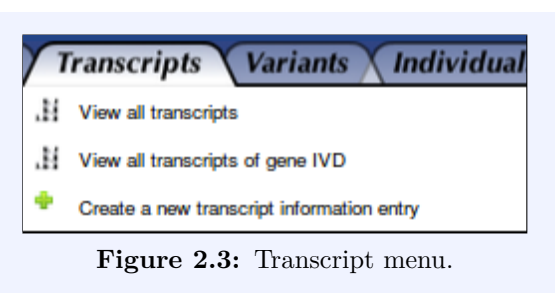 Transcripts Variants Individual
View all transcripts
View all transcripts of gene IVD
Create a new transcript information entry
Figure 2.3: Transcript menu.